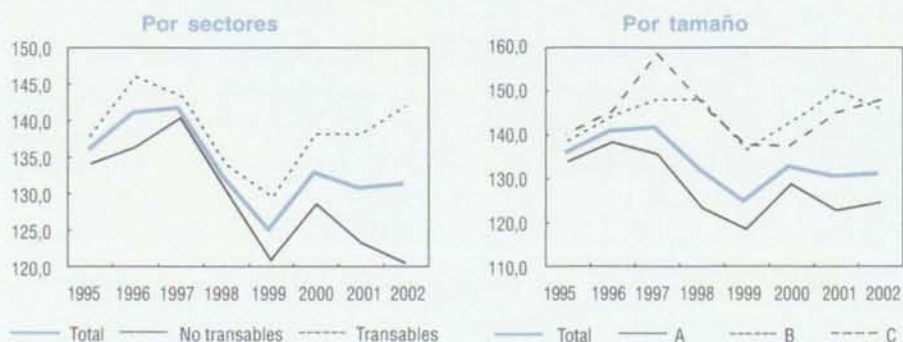 Por sectores
150,0
145,0
140,0
135,0
130,0
125,0
120,0
1995 1996 1997 1998 1999 2000 2001 2002
Total No transables Transables
Por tamaño
160,0
150,0
140,0
130,0
120,0
110,0
1995 1996 1997 1998 1999 2000 2001 2002
Total A B C